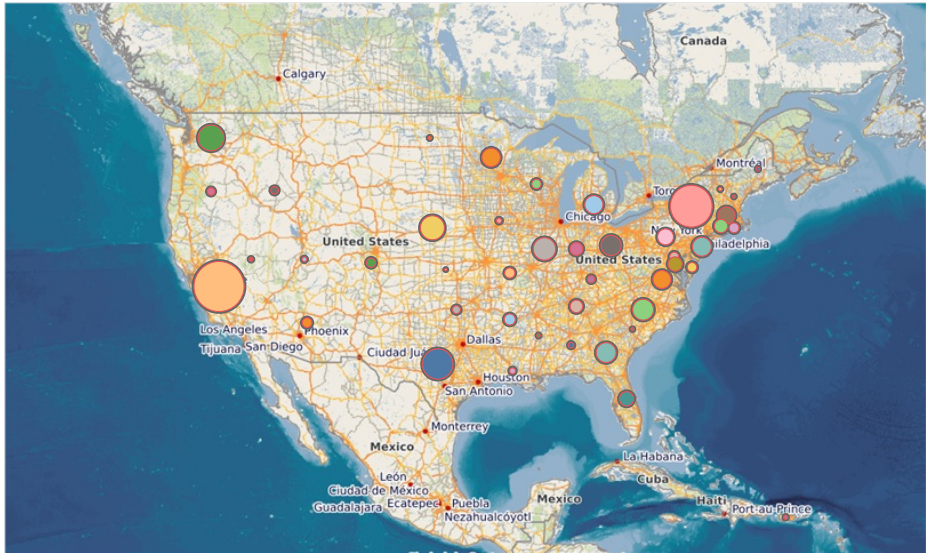 Canada
Calgary
Montréal
Toro
Chicago
New York
United States
iladelphia
United States
Los Angeles
Phoenix
Tijuana
San Diego
Ciudad Juá
Dallas
Houston
San Antonio
Monterrey
Mexico
La Habana
León
Cuba
Ciudad de México
Mexico
Haiti
Guadalajara
Ecatepec
Puebla
Port-au-Prince
Nezahualcóyotl